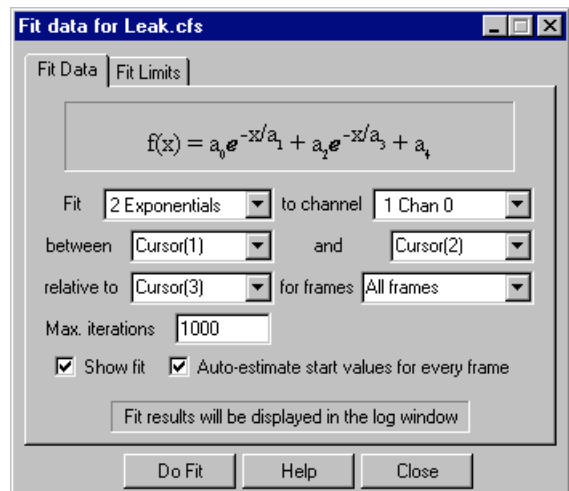 Fit data for Leak.cfs
Fit Data Fit Limits
f(x) = a₀e^-x/a₁ + a₂e^-x/a₃ + a₄
Fit 2 Exponentials to channel 1 Chan 0
between Cursor(1) and Cursor(2)
relative to Cursor(3) for frames All frames
Max. iterations 1000
Show fit Auto-estimate start values for every frame
Fit results will be displayed in the log window
Do Fit Help Close